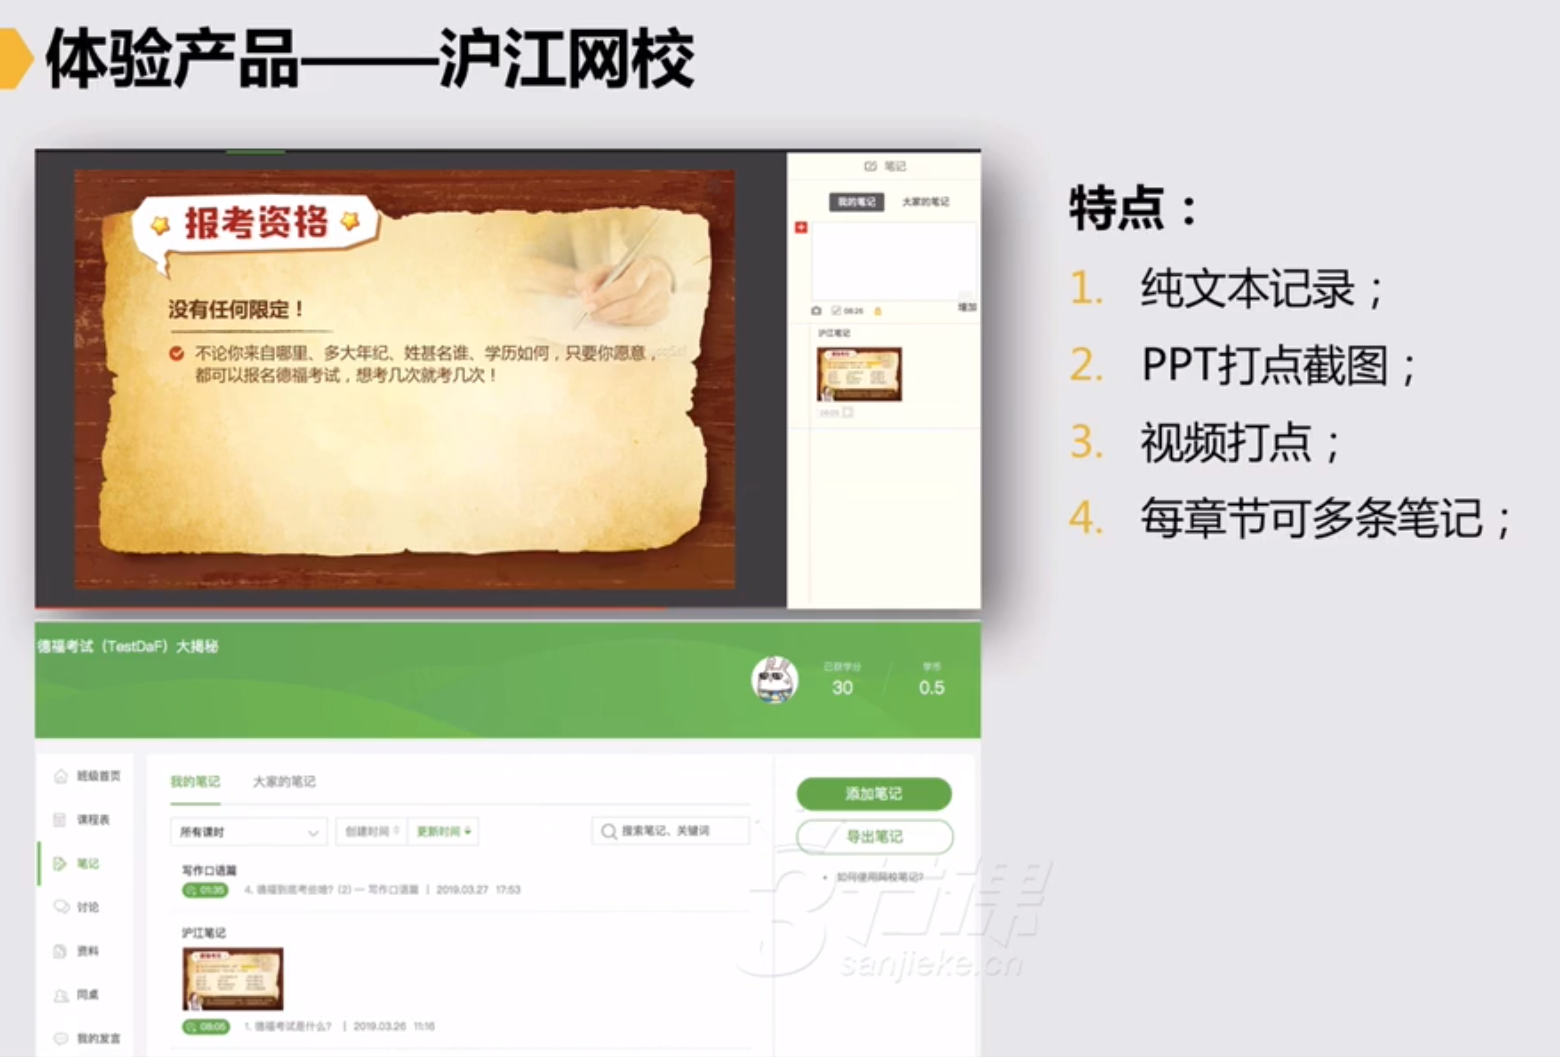 体验产品——沪江网校
报考资格
没有任何限定！
不论你来自哪里、多大年纪、姓甚名谁、学历如何，只要你愿意，
都可以报名德福考试，想考几次就考几次！
笔记
我的笔记 大家的笔记
08:26
增加
沪江笔记
08:05
特点：
1. 纯文本记录；
2. PPT打点截图；
3. 视频打点；
4. 每章节可多条笔记；
德福考试（TestDaF）大揭秘
已获学分 学币
30 0.5
班级首页
课程表
笔记
讨论
资料
同桌
我的发言
我的笔记 大家的笔记
所有课时 创建时间 更新时间 搜索笔记、关键词
写作口语篇
01:35 4. 德福到底考些啥？(2) — 写作口语篇 | 2019.03.27 17:53
沪江笔记
08:05 1. 德福考试是什么？ | 2019.03.26 11:16
添加笔记
导出笔记
如何使用网校笔记?
三节课
sanjieke.cn